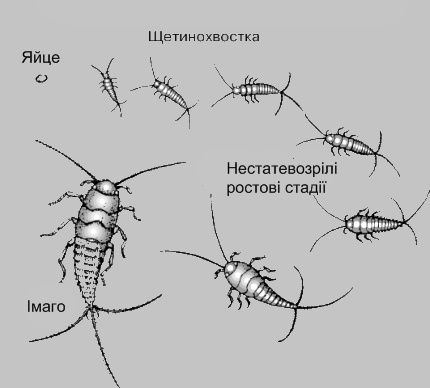 Щетинохвостка
Яйце
Нестатевозрілі
ростові стадії
Імаго